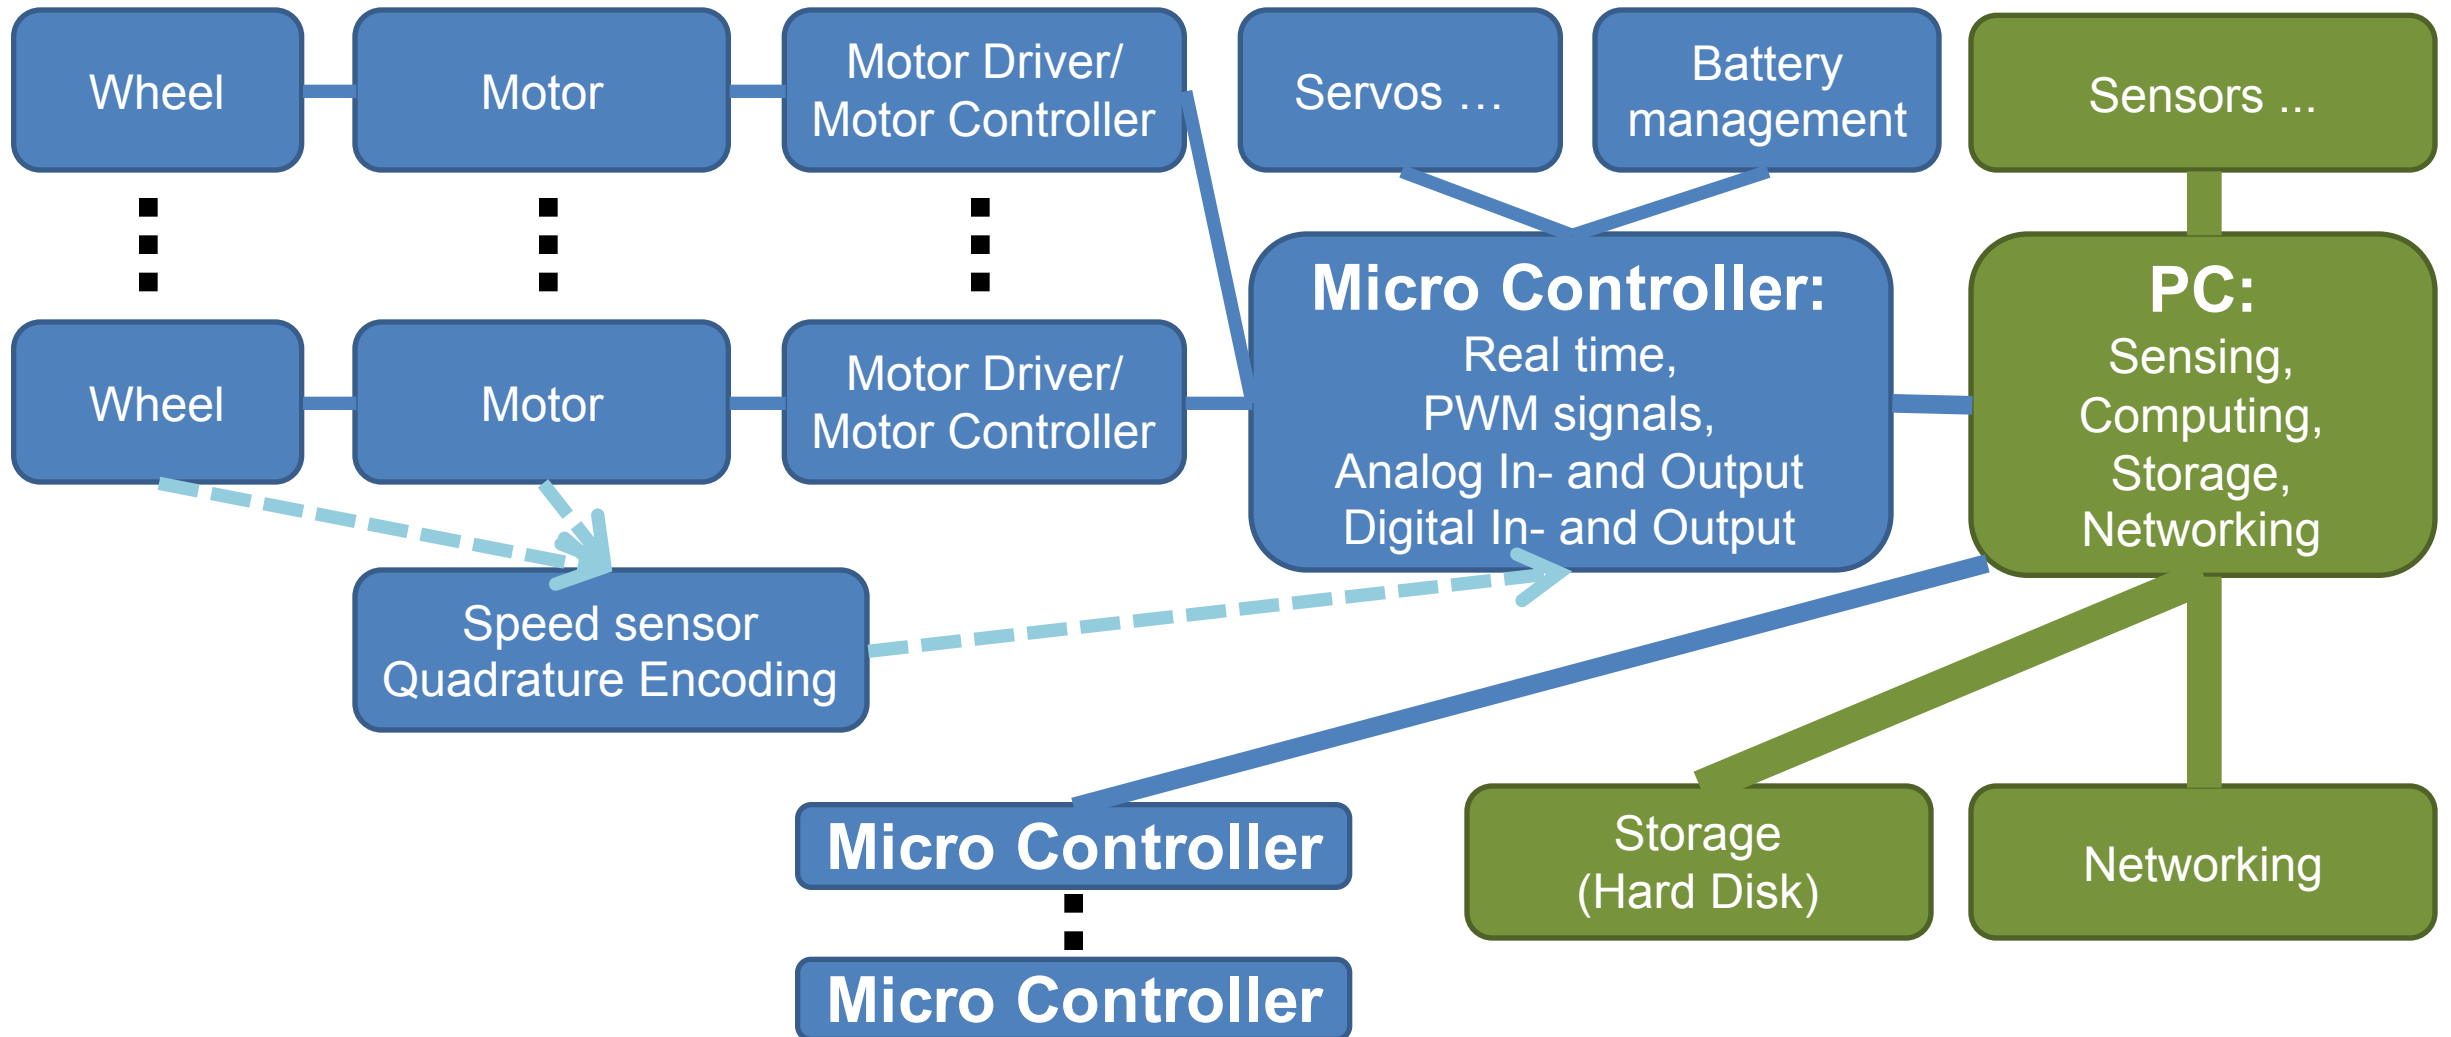 Wheel
Motor
Motor Driver/
Motor Controller
Servos …
Battery
management
Sensors ...
Wheel
Motor
Motor Driver/
Motor Controller
Micro Controller:
Real time,
PWM signals,
Analog In- and Output
Digital In- and Output
PC:
Sensing,
Computing,
Storage,
Networking
Speed sensor
Quadrature Encoding
Micro Controller
Micro Controller
Storage
(Hard Disk)
Networking